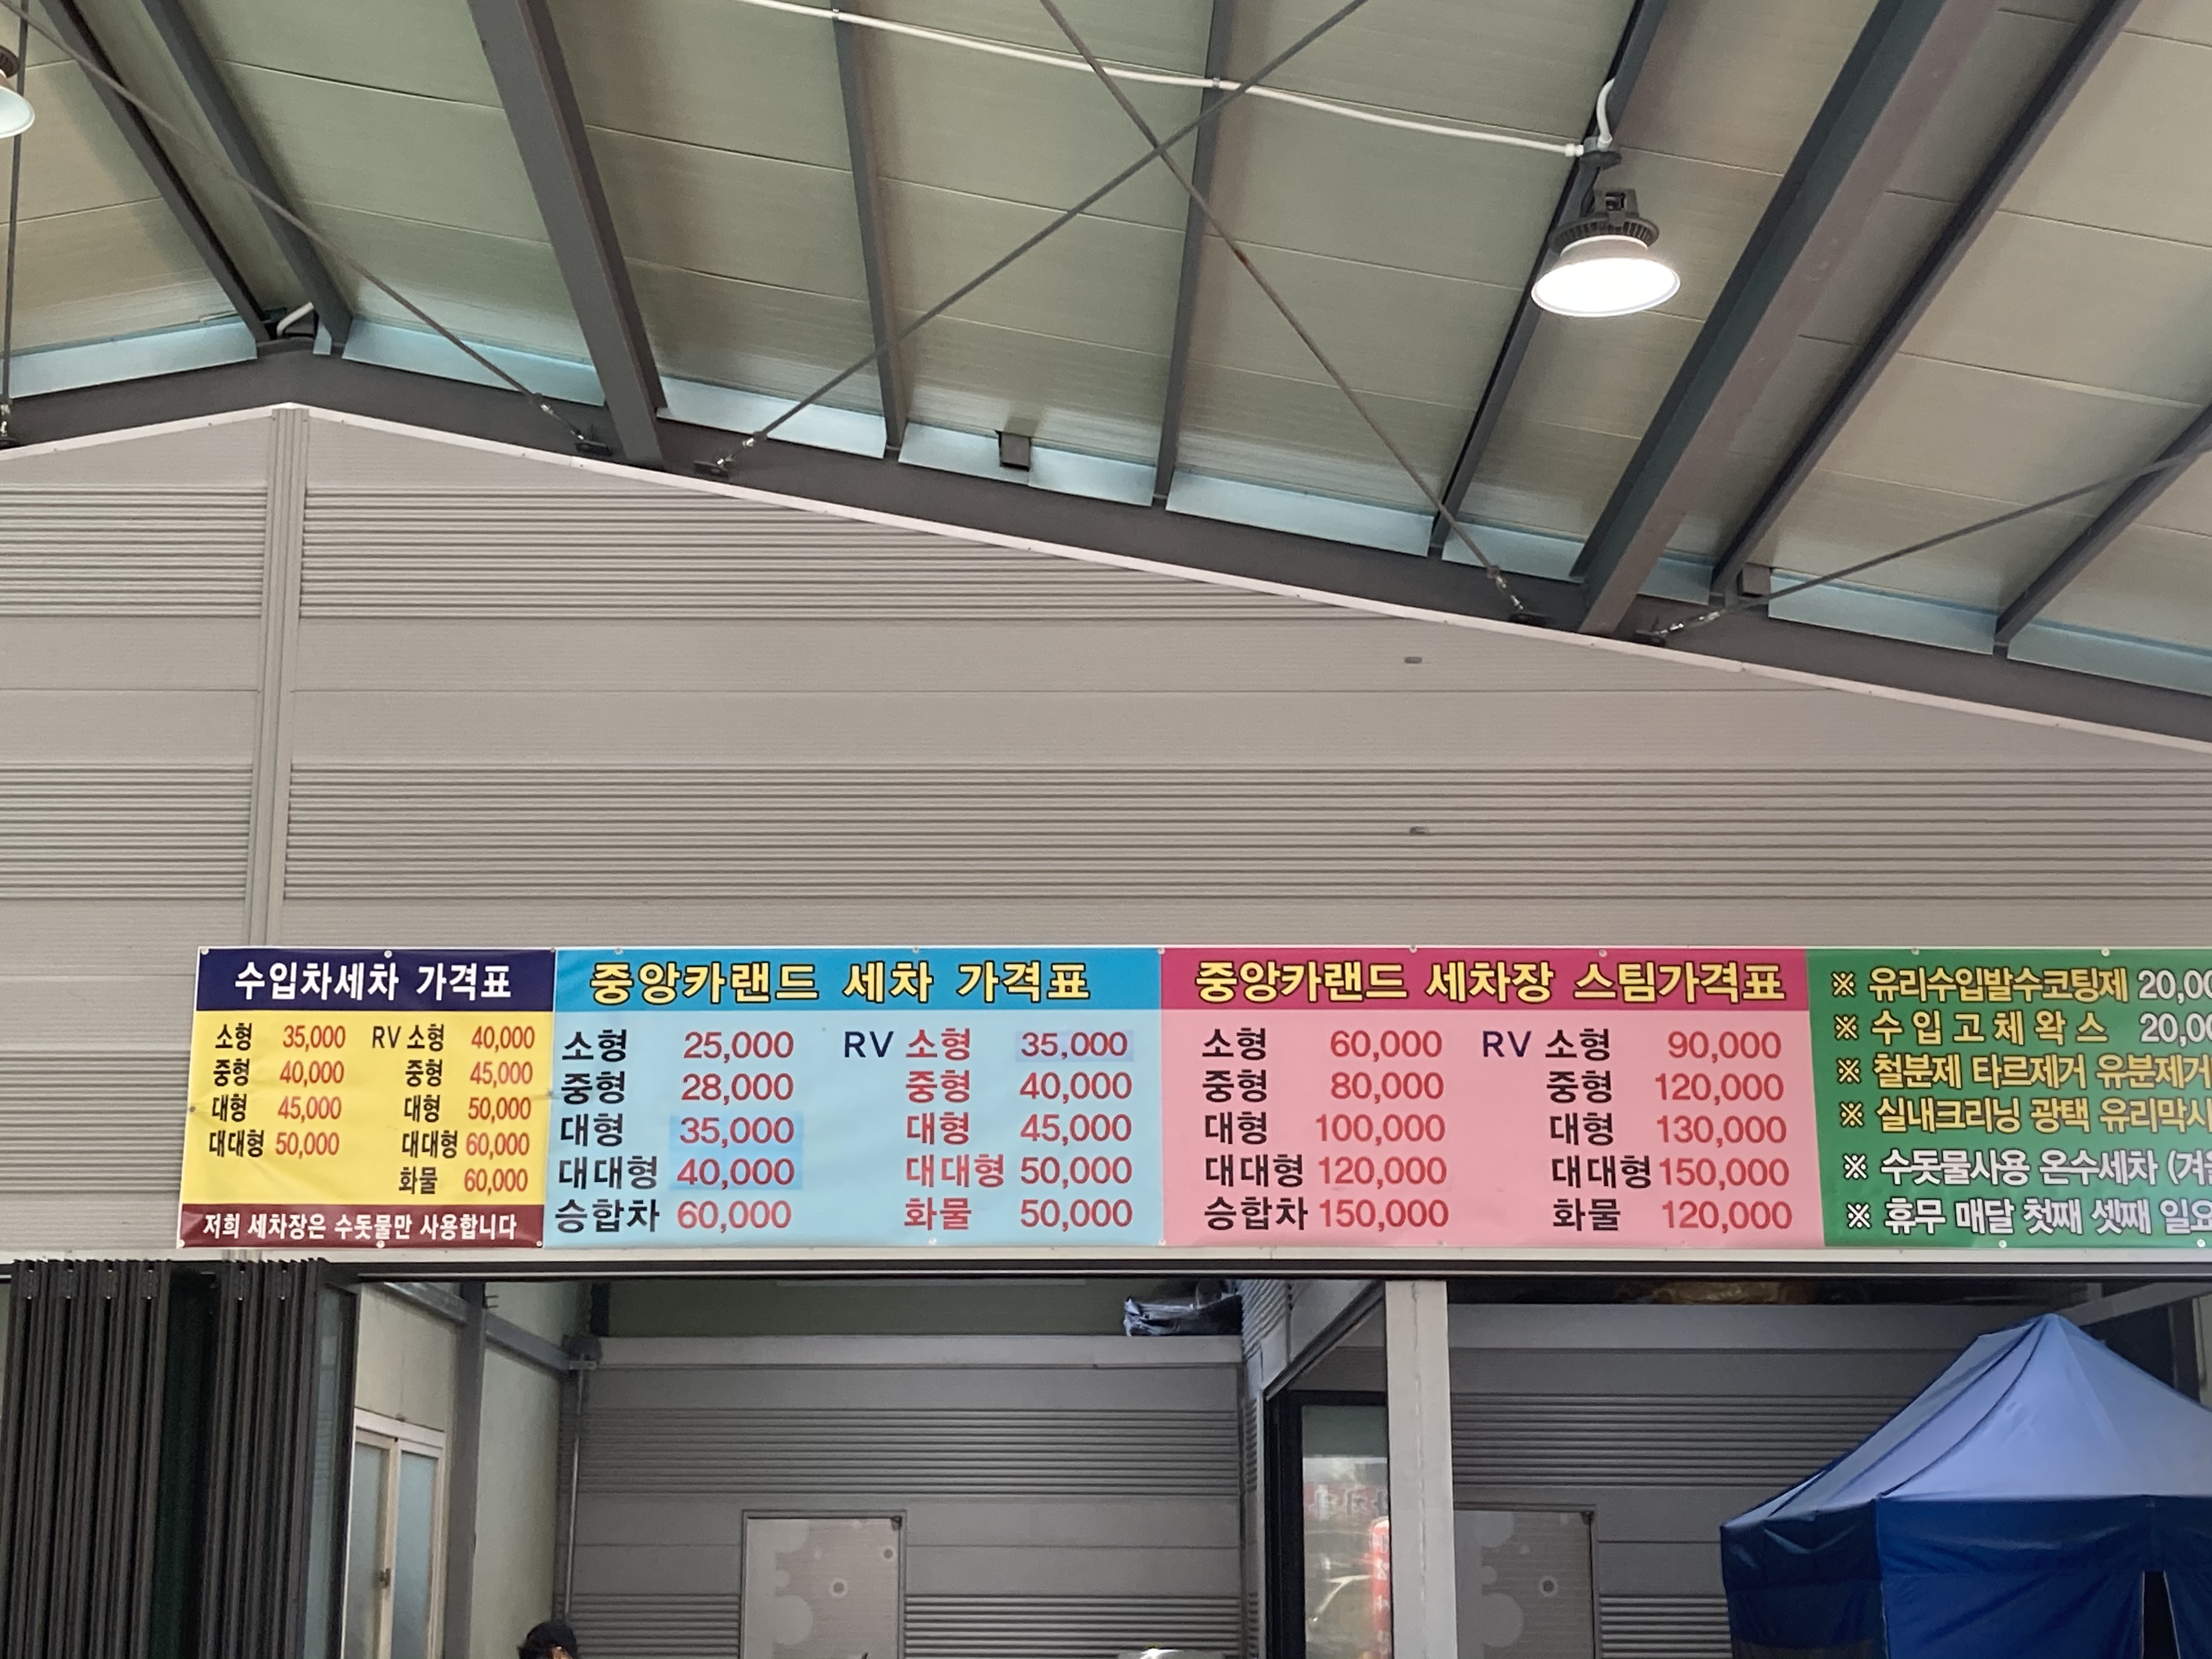 수입차세차 가격표
소형 35,000 RV 소형 40,000
중형 40,000 중형 45,000
대형 45,000 대형 50,000
대대형 50,000 대대형 60,000
화물 60,000
저희 세차장은 수돗물만 사용합니다
중앙카랜드 세차 가격표
소형 25,000 RV 소형 35,000
중형 28,000 중형 40,000
대형 35,000 대형 45,000
대대형 40,000 대대형 50,000
승합차 60,000 화물 50,000
중앙카랜드 세차장 스팀가격표
소형 60,000 RV 소형 90,000
중형 80,000 중형 120,000
대형 100,000 대형 130,000
대대형 120,000 대대형 150,000
승합차 150,000 화물 120,000
※ 유리수입발수코팅제
※ 수입고체왁스
※ 철분제 타르제거 유분제거
※ 실내크리닝 광택
※ 수돗물사용 온수세차
※ 휴무 매달 첫째 셋째